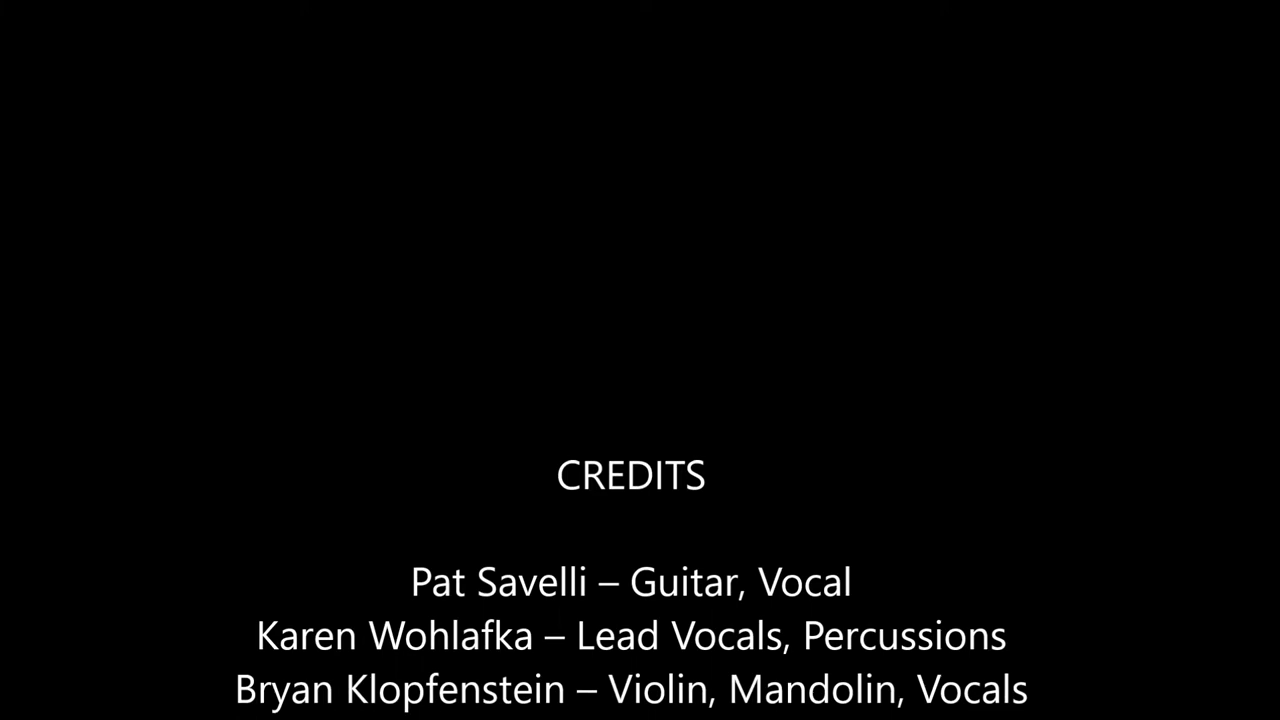 CREDITS
Pat Savelli – Guitar, Vocal
Karen Wohlafka – Lead Vocals, Percussions
Bryan Klopfenstein – Violin, Mandolin, Vocals